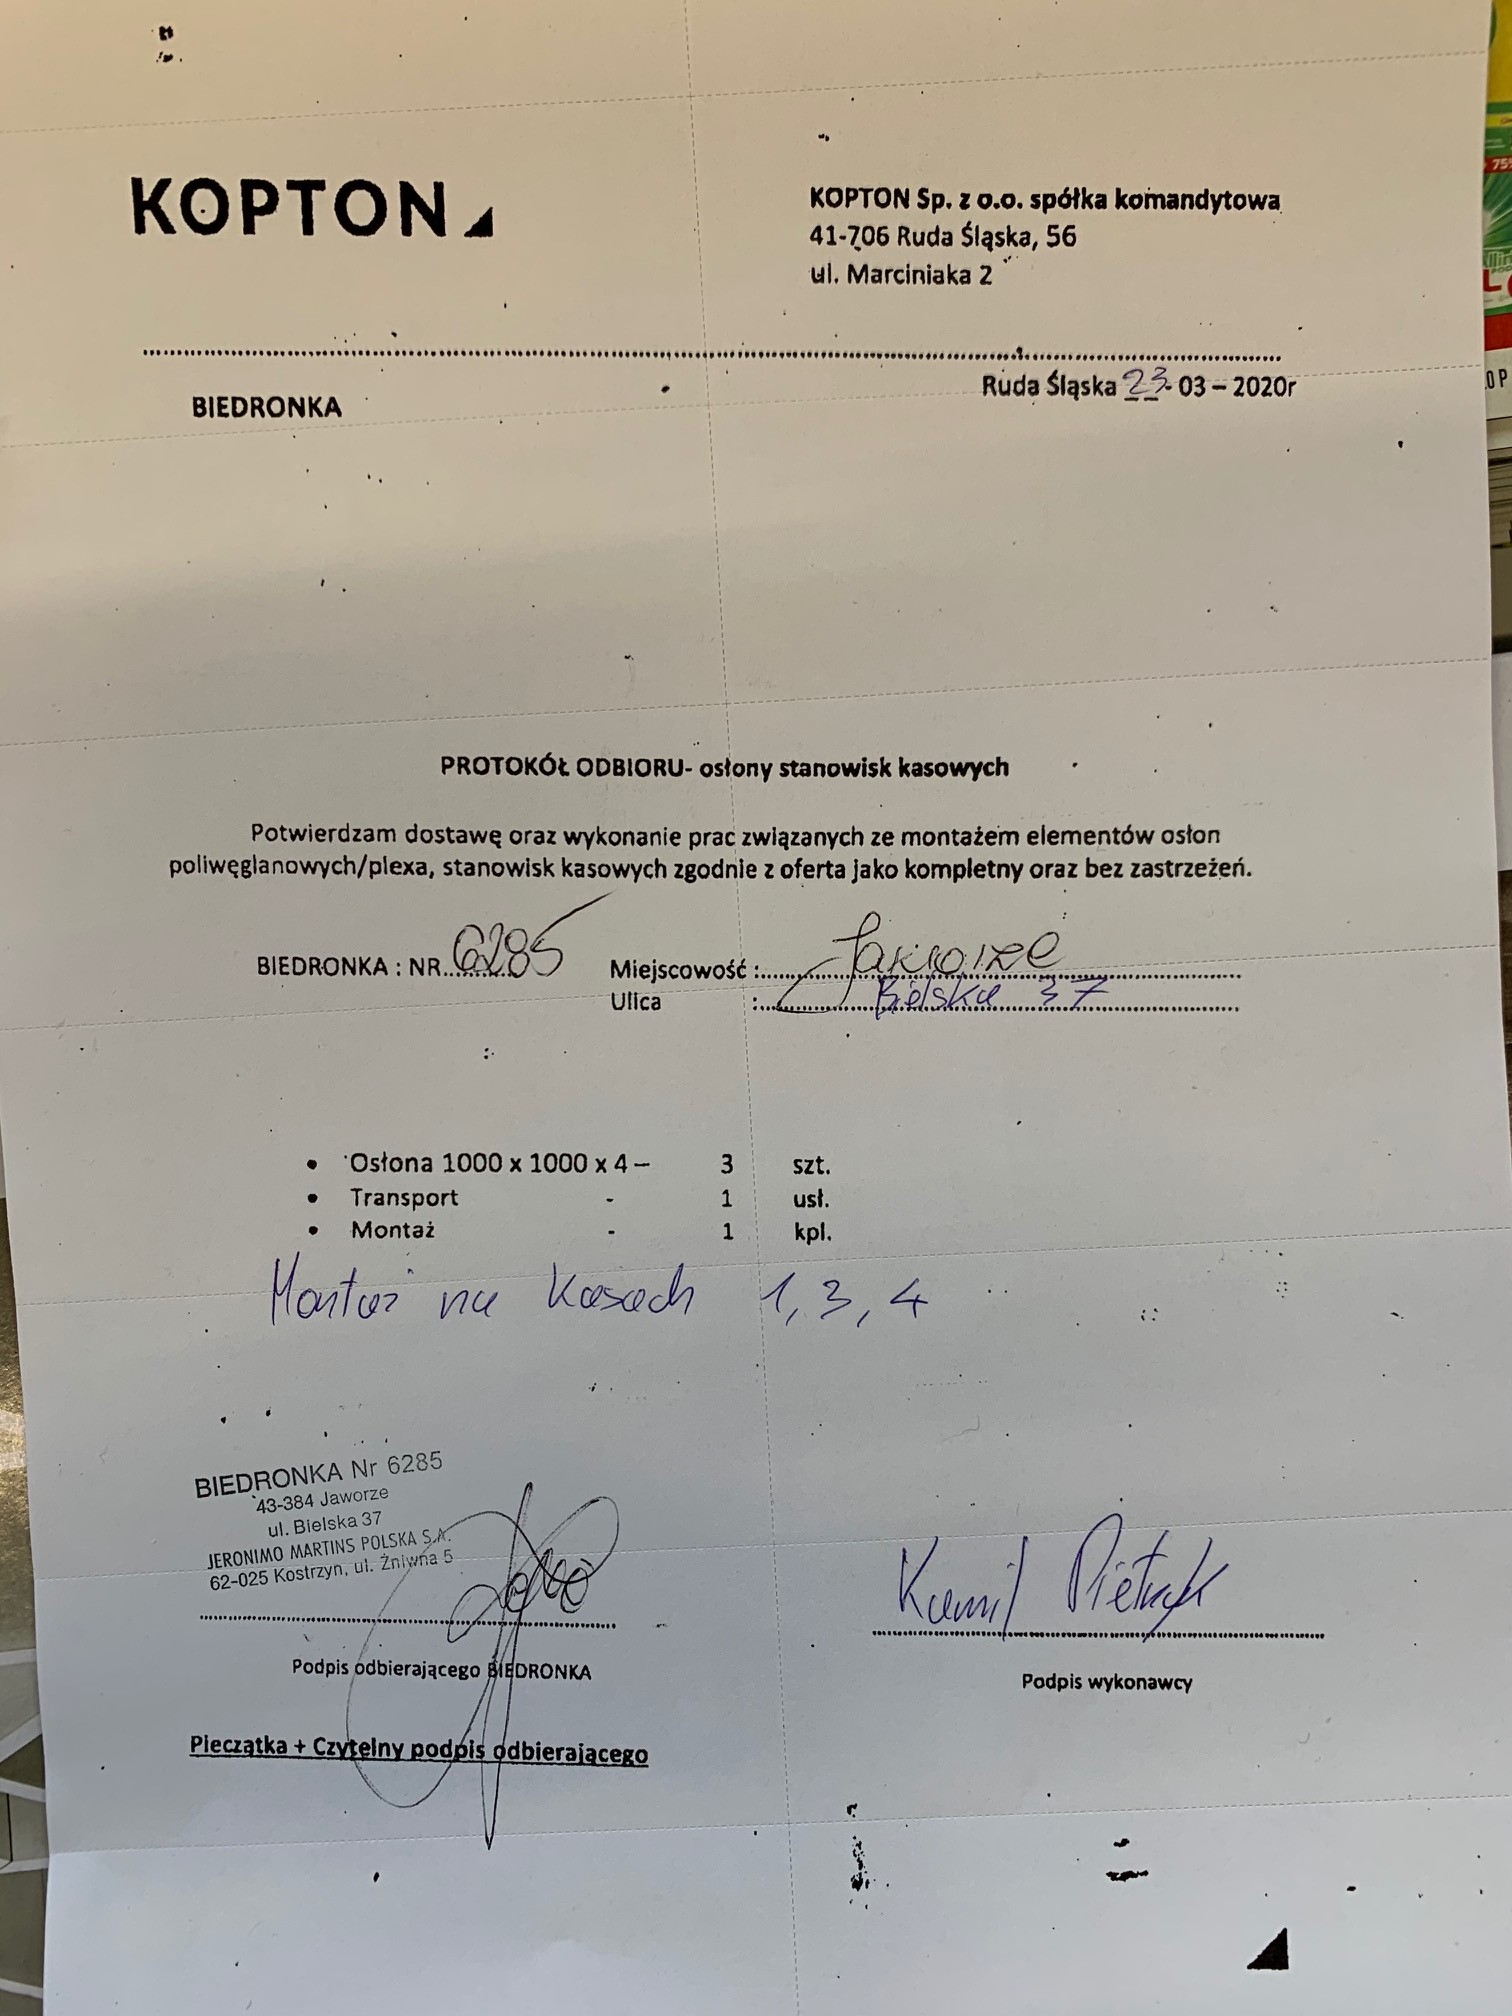 KOPTON
KOPTON Sp. z o.o. spółka komandytowa
41-706 Ruda Śląska, 56
ul. Marciniaka 2
Ruda Śląska 23-03-2020r
BIEDRONKA
PROTOKÓŁ ODBIORU- osłony stanowisk kasowych
Potwierdzam dostawę oraz wykonanie prac związanych ze montażem elementów osłon
poliwęglanowych/plexa, stanowisk kasowych zgodnie z oferta jako kompletny oraz bez zastrzeżeń.
BIEDRONKA : NR 6285 Miejscowość : Jaworze
Ulica : Bielska 37
• Osłona 1000 x 1000 x 4 – 3 szt.
• Transport - 1 usł.
• Montaż - 1 kpl.
Montaż na Kasach 1, 3, 4
BIEDRONKA Nr 6285
43-384 Jaworze
ul. Bielska 37
JERONIMO MARTINS POLSKA S.A.
62-025 Kostrzyn, ul. Żniwna 5
Kamil Pietrzyk
Podpis odbierającego BIEDRONKA
Podpis wykonawcy
Pieczątka + Czytelny podpis odbierającego